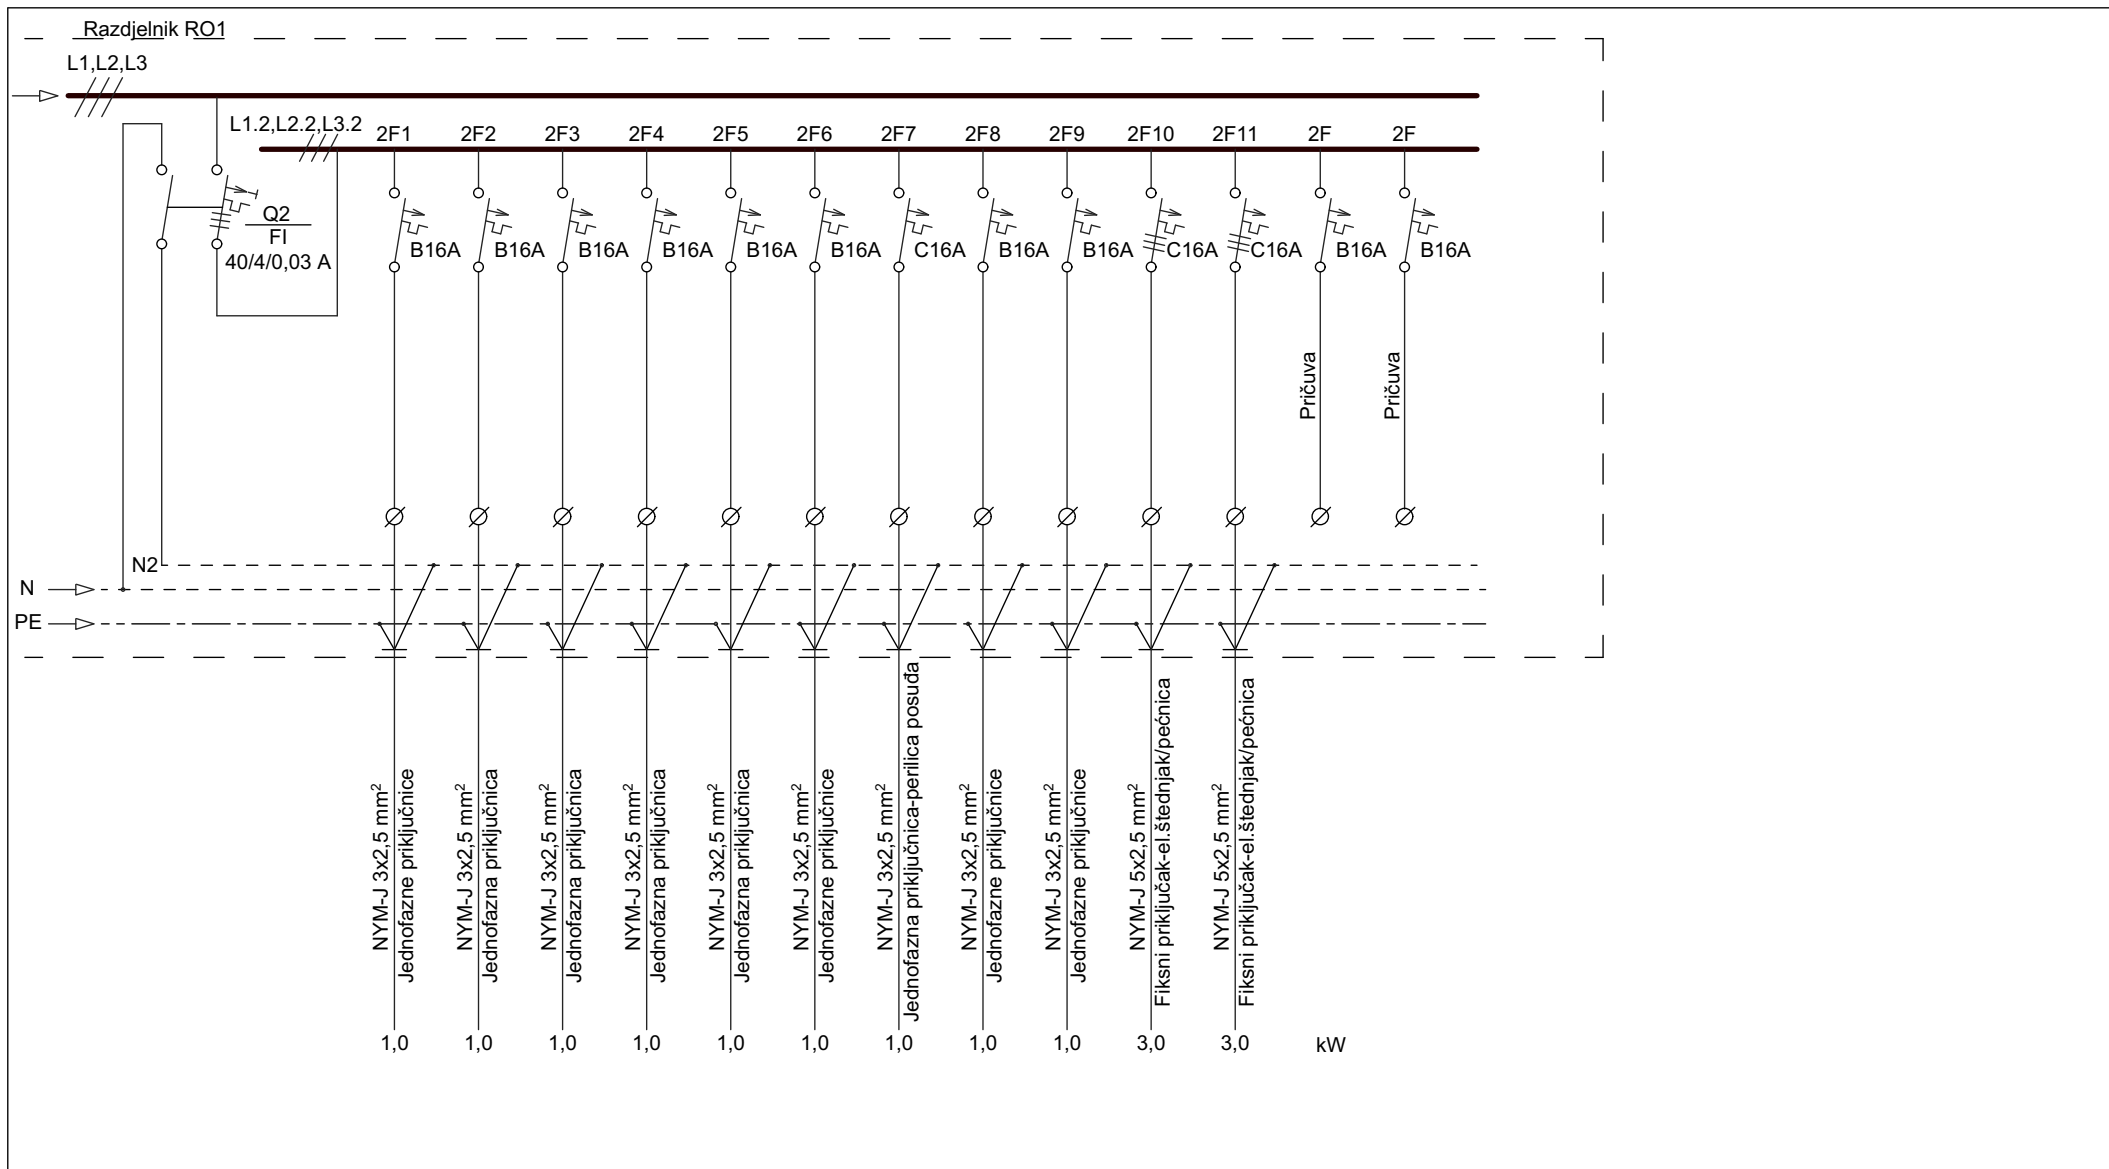 Razdjelnik RO1
L1,L2,L3
L1.2,L2.2,L3.2
2F1
2F2
2F3
2F4
2F5
2F6
2F7
2F8
2F9
2F10
2F11
2F
2F
Q2
FI
40/4/0,03 A
B16A
B16A
B16A
B16A
B16A
B16A
C16A
B16A
B16A
C16A
C16A
B16A
B16A
Pričuva
Pričuva
N2
N
PE
NYM-J 3x2,5 mm²
Jednofazne priključnice
NYM-J 3x2,5 mm²
Jednofazna priključnica
NYM-J 3x2,5 mm²
Jednofazna priključnica
NYM-J 3x2,5 mm²
Jednofazna priključnica
NYM-J 3x2,5 mm²
Jednofazna priključnica
NYM-J 3x2,5 mm²
Jednofazne priključnice
NYM-J 3x2,5 mm²
Jednofazna priključnica-perilica posuđa
NYM-J 3x2,5 mm²
Jednofazne priključnice
NYM-J 3x2,5 mm²
Jednofazne priključnice
NYM-J 5x2,5 mm²
Fiksni priključak-el.štednjak/pećnica
NYM-J 5x2,5 mm²
Fiksni priključak-el.štednjak/pećnica
1,0
1,0
1,0
1,0
1,0
1,0
1,0
1,0
1,0
3,0
3,0
kW